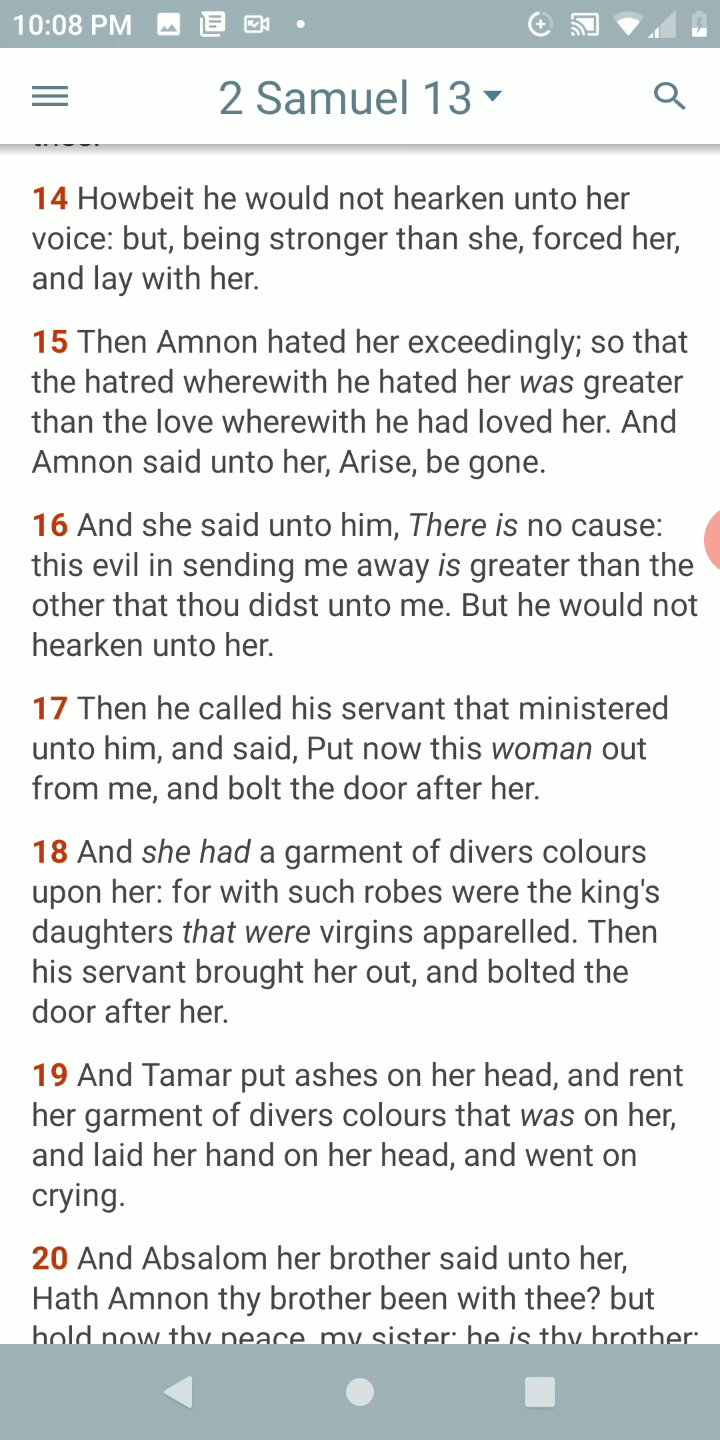 10:08 PM
2 Samuel 13
14 Howbeit he would not hearken unto her
voice: but, being stronger than she, forced her,
and lay with her.
15 Then Amnon hated her exceedingly; so that
the hatred wherewith he hated her was greater
than the love wherewith he had loved her. And
Amnon said unto her, Arise, be gone.
16 And she said unto him, There is no cause:
this evil in sending me away is greater than the
other that thou didst unto me. But he would not
hearken unto her.
17 Then he called his servant that ministered
unto him, and said, Put now this woman out
from me, and bolt the door after her.
18 And she had a garment of divers colours
upon her: for with such robes were the king's
daughters that were virgins apparelled. Then
his servant brought her out, and bolted the
door after her.
19 And Tamar put ashes on her head, and rent
her garment of divers colours that was on her,
and laid her hand on her head, and went on
crying.
20 And Absalom her brother said unto her,
Hath Amnon thy brother been with thee? but
hold now thy peace, my sister: he is thy brother;